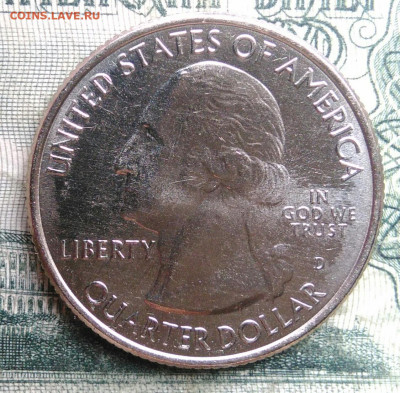 COINS.LAVE.RU
UNITED STATES OF AMERICA
LIBERTY
IN
GOD WE
TRUST
D
QUARTER DOLLAR